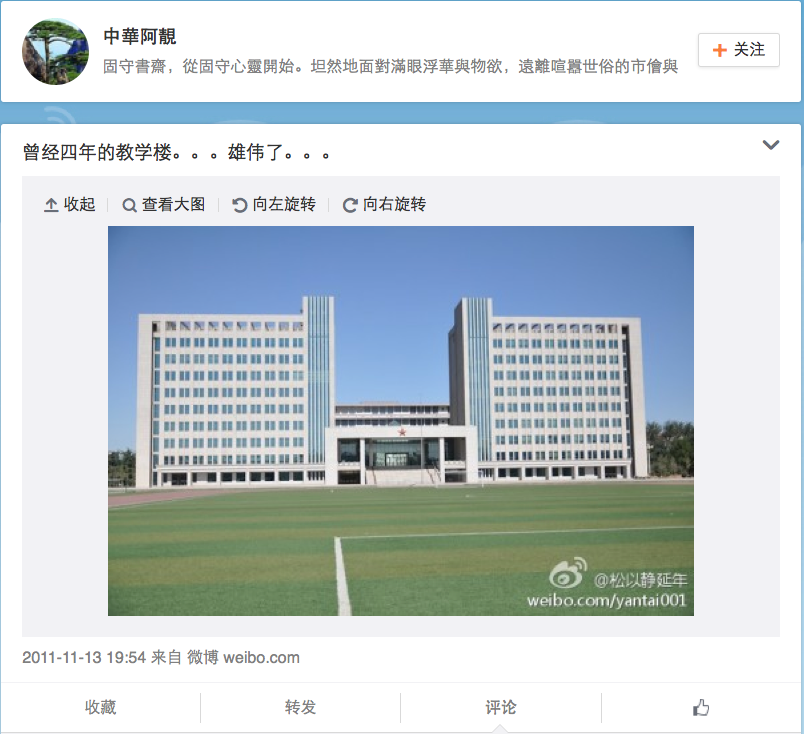 中華阿靚
固守書齋，從固守心靈開始。坦然地面對滿眼浮華與物欲，遠離喧囂世俗的市儈與
+ 关注
曾经四年的教学楼。。。雄伟了。。。
收起 查看大图 向左旋转 向右旋转
@松以静延年
weibo.com/yantai001
2011-11-13 19:54 来自 微博 weibo.com
收藏 转发 评论